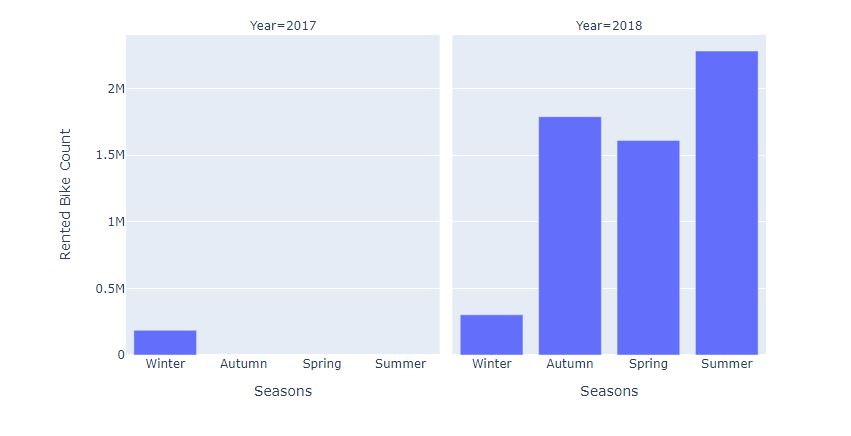 Year=2017
Year=2018
Rented Bike Count
2M
1.5M
1M
0.5M
0
Winter Autumn Spring Summer
Winter Autumn Spring Summer
Seasons
Seasons